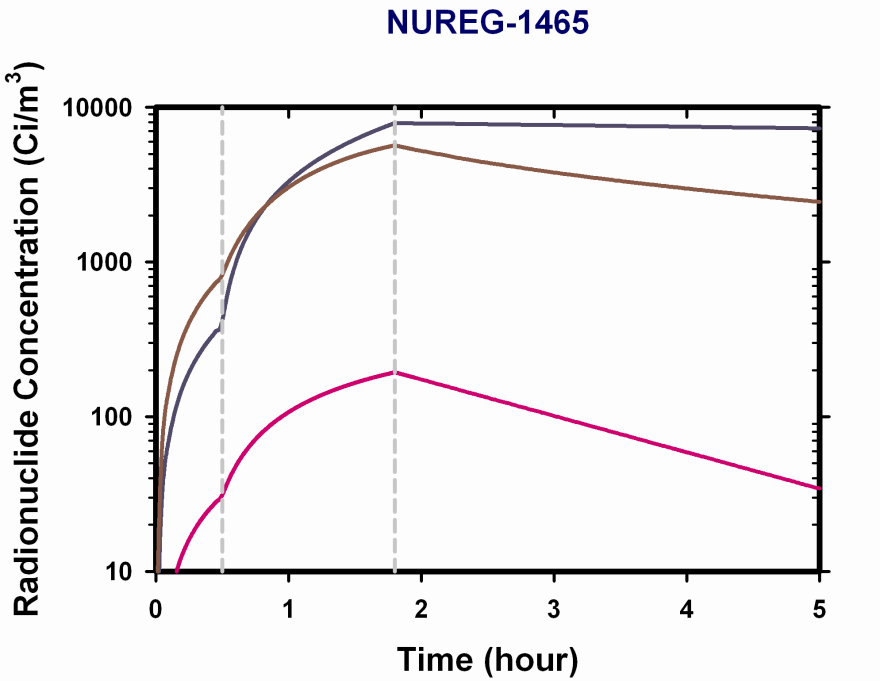 NUREG-1465
Radionuclide Concentration (Ci/m³)
10000
1000
100
10
0 1 2 3 4 5
Time (hour)